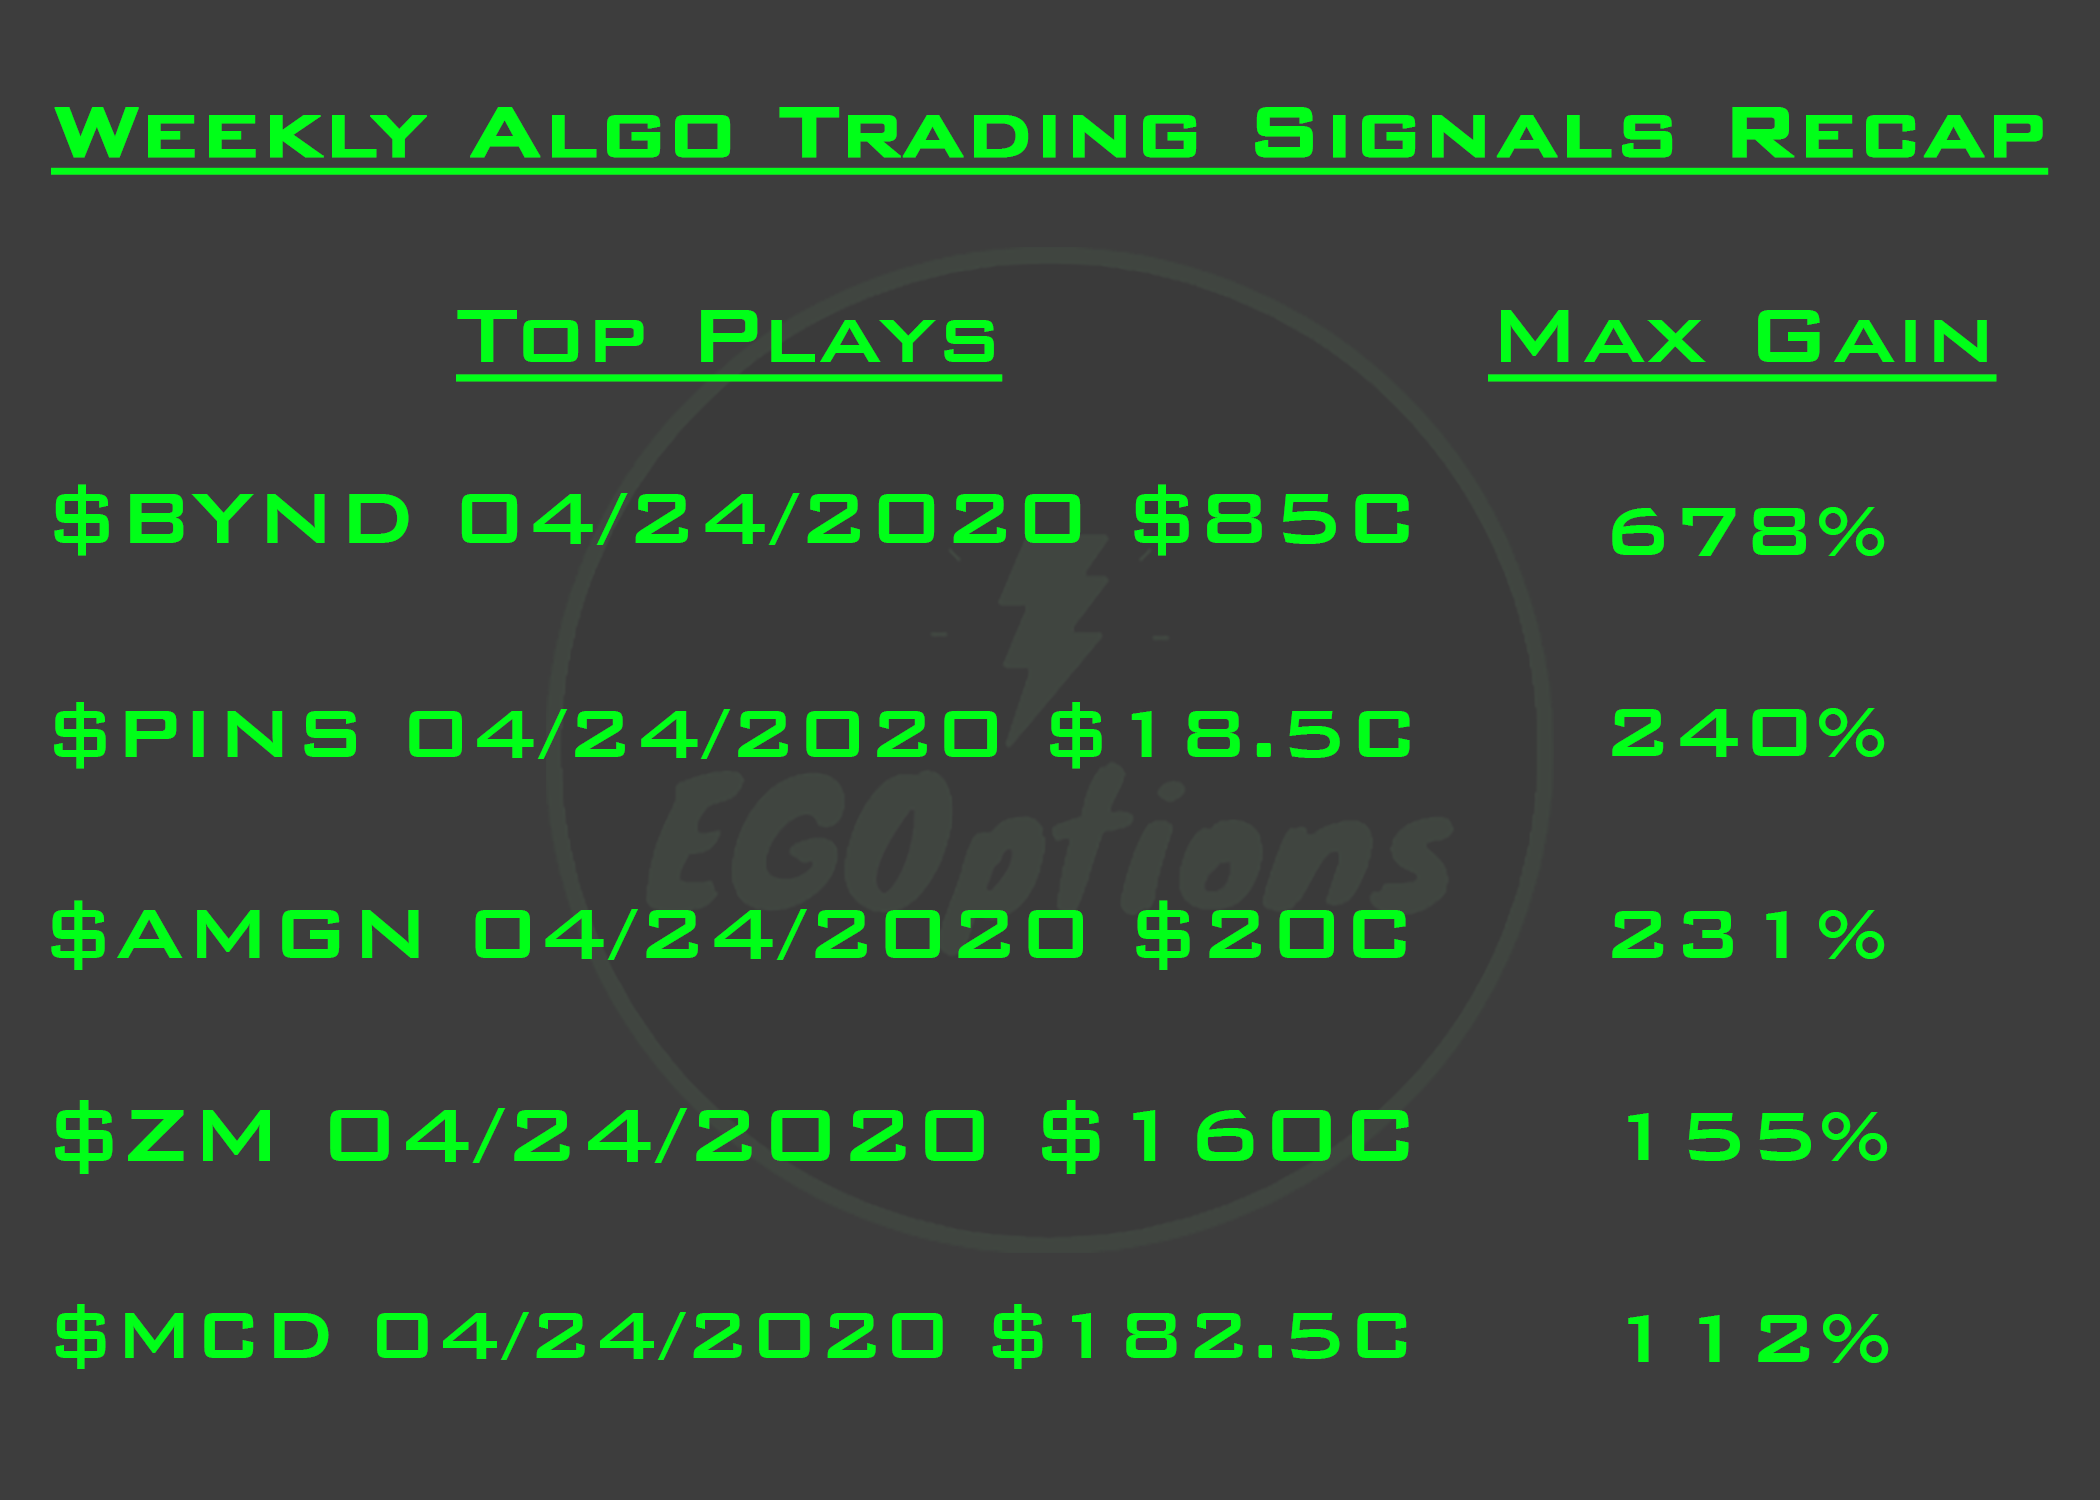 Weekly Algo Trading Signals Recap
Top Plays Max Gain
$BYND 04/24/2020 $85C 678%
$PINS 04/24/2020 $18.5C 240%
EGOptions
$AMGN 04/24/2020 $20C 231%
$ZM 04/24/2020 $160C 155%
$MCD 04/24/2020 $182.5C 112%